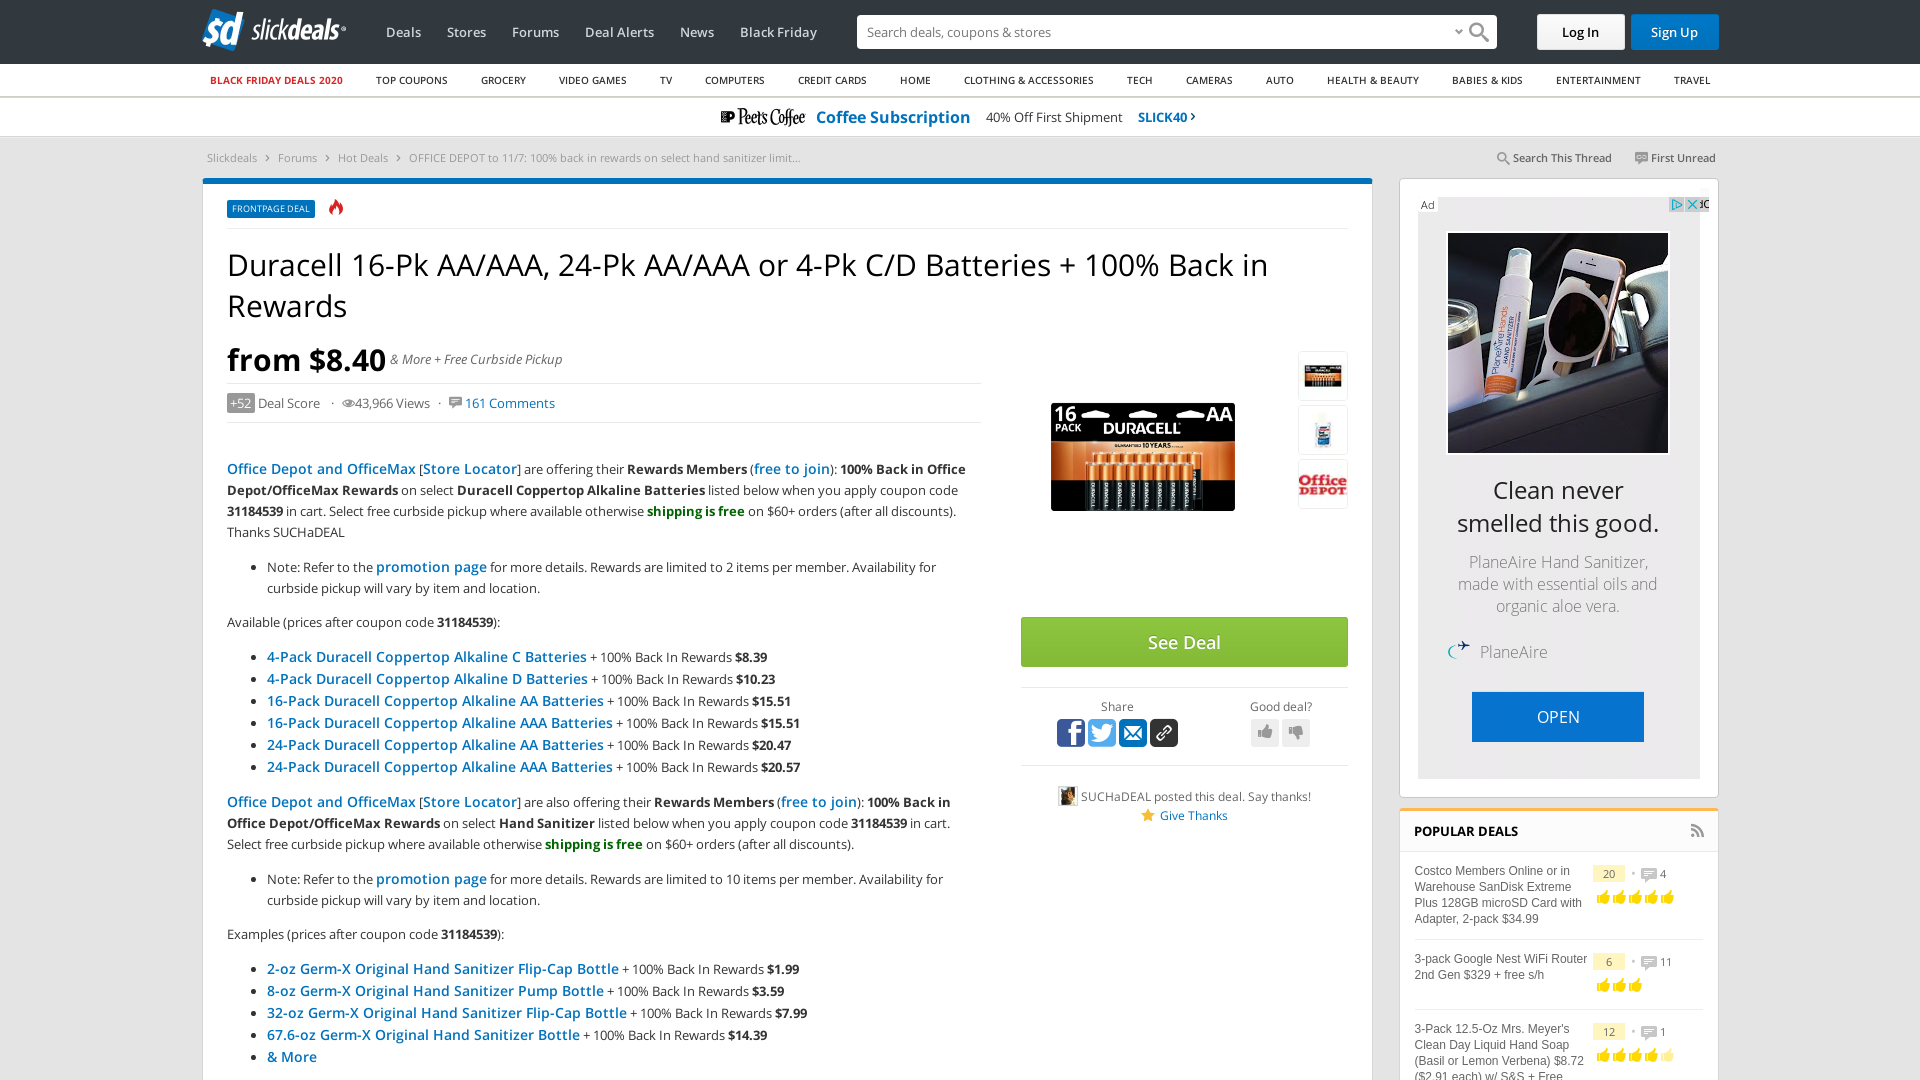 sd slickdeals
Deals Stores Forums Deal Alerts News Black Friday
Search deals, coupons & stores
Log In
Sign Up
BLACK FRIDAY DEALS 2020 TOP COUPONS GROCERY VIDEO GAMES TV COMPUTERS CREDIT CARDS HOME CLOTHING & ACCESSORIES TECH CAMERAS AUTO HEALTH & BEAUTY BABIES & KIDS ENTERTAINMENT TRAVEL
Peet's Coffee Coffee Subscription 40% Off First Shipment SLICK40 ›
Slickdeals › Forums › Hot Deals › OFFICE DEPOT to 11/7: 100% back in rewards on select hand sanitizer limit...
Search This Thread First Unread
FRONTPAGE DEAL
Duracell 16-Pk AA/AAA, 24-Pk AA/AAA or 4-Pk C/D Batteries + 100% Back in
Rewards
from $8.40 & More + Free Curbside Pickup
+52 Deal Score · 43,966 Views · 161 Comments
Office Depot and OfficeMax [Store Locator] are offering their Rewards Members (free to join): 100% Back in Office
Depot/OfficeMax Rewards on select Duracell Coppertop Alkaline Batteries listed below when you apply coupon code
31184539 in cart. Select free curbside pickup where available otherwise shipping is free on $60+ orders (after all discounts).
Thanks SUCHaDEAL
• Note: Refer to the promotion page for more details. Rewards are limited to 2 items per member. Availability for
curbside pickup will vary by item and location.
Available (prices after coupon code 31184539):
• 4-Pack Duracell Coppertop Alkaline C Batteries + 100% Back In Rewards $8.39
• 4-Pack Duracell Coppertop Alkaline D Batteries + 100% Back In Rewards $10.23
• 16-Pack Duracell Coppertop Alkaline AA Batteries + 100% Back In Rewards $15.51
• 16-Pack Duracell Coppertop Alkaline AAA Batteries + 100% Back In Rewards $15.51
• 24-Pack Duracell Coppertop Alkaline AA Batteries + 100% Back In Rewards $20.47
• 24-Pack Duracell Coppertop Alkaline AAA Batteries + 100% Back In Rewards $20.57
Office Depot and OfficeMax [Store Locator] are also offering their Rewards Members (free to join): 100% Back in
Office Depot/OfficeMax Rewards on select Hand Sanitizer listed below when you apply coupon code 31184539 in cart.
Select free curbside pickup where available otherwise shipping is free on $60+ orders (after all discounts).
• Note: Refer to the promotion page for more details. Rewards are limited to 10 items per member. Availability for
curbside pickup will vary by item and location.
Examples (prices after coupon code 31184539):
• 2-oz Germ-X Original Hand Sanitizer Flip-Cap Bottle + 100% Back In Rewards $1.99
• 8-oz Germ-X Original Hand Sanitizer Pump Bottle + 100% Back In Rewards $3.59
• 32-oz Germ-X Original Hand Sanitizer Flip-Cap Bottle + 100% Back In Rewards $7.99
• 67.6-oz Germ-X Original Hand Sanitizer Bottle + 100% Back In Rewards $14.39
• & More
16 PACK DURACELL AA
GUARANTEED 10 YEARS
Office DEPOT
See Deal
Share
Good deal?
SUCHaDEAL posted this deal. Say thanks!
Give Thanks
Ad
PlaneAire Hands
HAND SANITIZER
Clean never
smelled this good.
PlaneAire Hand Sanitizer,
made with essential oils and
organic aloe vera.
PlaneAire
OPEN
POPULAR DEALS
Costco Members Online or in
Warehouse SanDisk Extreme
Plus 128GB microSD Card with
Adapter, 2-pack $34.99
20 • 4
3-pack Google Nest WiFi Router
2nd Gen $329 + free s/h
6 • 11
3-Pack 12.5-Oz Mrs. Meyer's
Clean Day Liquid Hand Soap
(Basil or Lemon Verbena) $8.72
($2.91 each) w/ S&S + Free
12 • 1